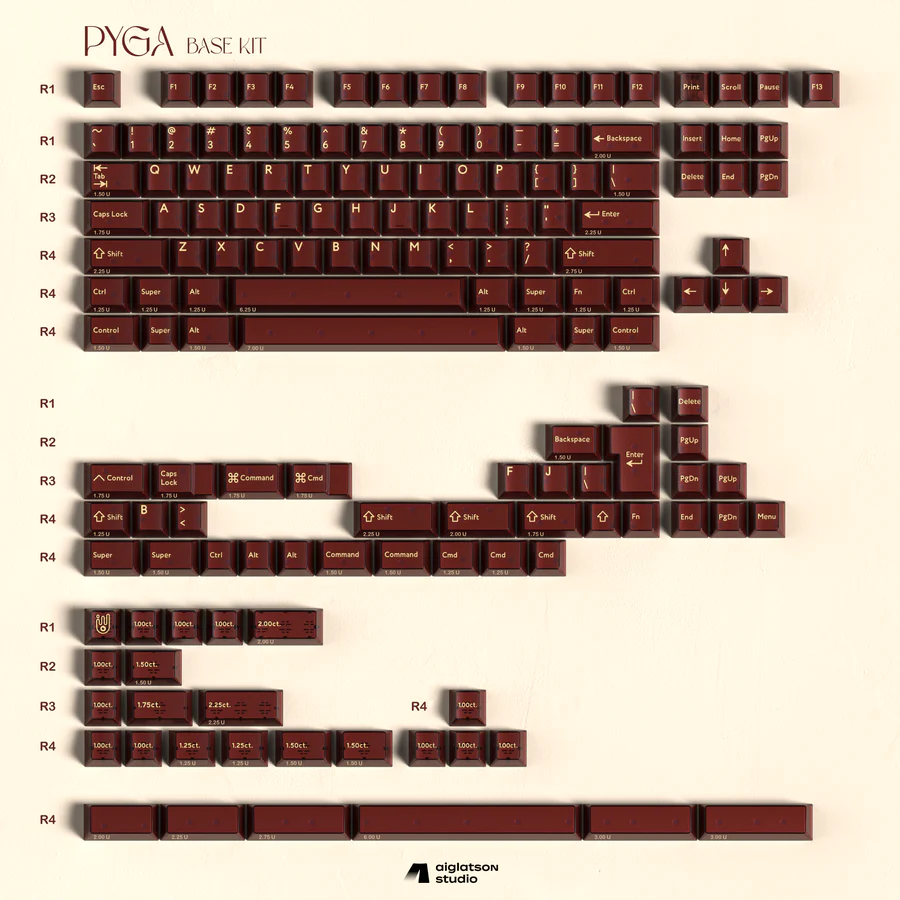 PYGA BASE KIT
R1 Esc F1 F2 F3 F4 F5 F6 F7 F8 F9 F10 F11 F12 Print Scroll Pause F13
~ ! @ # $ % ^ & * ( ) _ +
R1 ` 1 2 3 4 5 6 7 8 9 0 - = ← Backspace Insert Home PgUp
2.00 U
Q W E R T Y U I O P { } |
R2 Tab [ ] \ Delete End PgDn
1.50 U 1.50 U
A S D F G H J K L : "
R3 Caps Lock ; ' Enter
1.75 U 2.25 U
Z X C V B N M < > ?
R4 Shift , . / Shift ↑
2.25 U 2.75 U
R4 Ctrl Super Alt Alt Super Fn Ctrl ← ↓ →
1.25 U 1.25 U 1.25 U 6.25 U 1.25 U 1.25 U 1.25 U 1.25 U
R4 Control Super Alt Alt Super Control
1.50 U 1.50 U 7.00 U 1.50 U 1.50 U
R1 | \ Delete
R2 Backspace Enter PgUp
1.50 U
R3 Control Caps Lock ⌘ Command ⌘ Cmd F J | \ PgDn PgUp
1.75 U 1.75 U 1.75 U 1.75 U
R4 Shift B > < Shift Shift Shift Fn End PgDn Menu
2.25 U 2.00 U 1.75 U
R4 Super Super Ctrl Alt Alt Command Command Cmd Cmd Cmd
1.50 U 1.50 U 1.50 U 1.50 U 1.25 U 1.25 U
R1 1.00ct. 1.00ct. 1.00ct. 2.00ct.
2.00 U
R2 1.00ct. 1.50ct.
1.50 U
R3 1.00ct. 1.75ct. 2.25ct. R4 1.00ct.
2.25 U
R4 1.00ct. 1.00ct. 1.25ct. 1.25ct. 1.50ct. 1.50ct. 1.00ct. 1.00ct. 1.00ct.
1.25 U 1.25 U 1.50 U 1.50 U
R4
2.00 U 2.25 U 2.75 U 6.00 U 3.00 U 3.00 U
aiglatson
studio